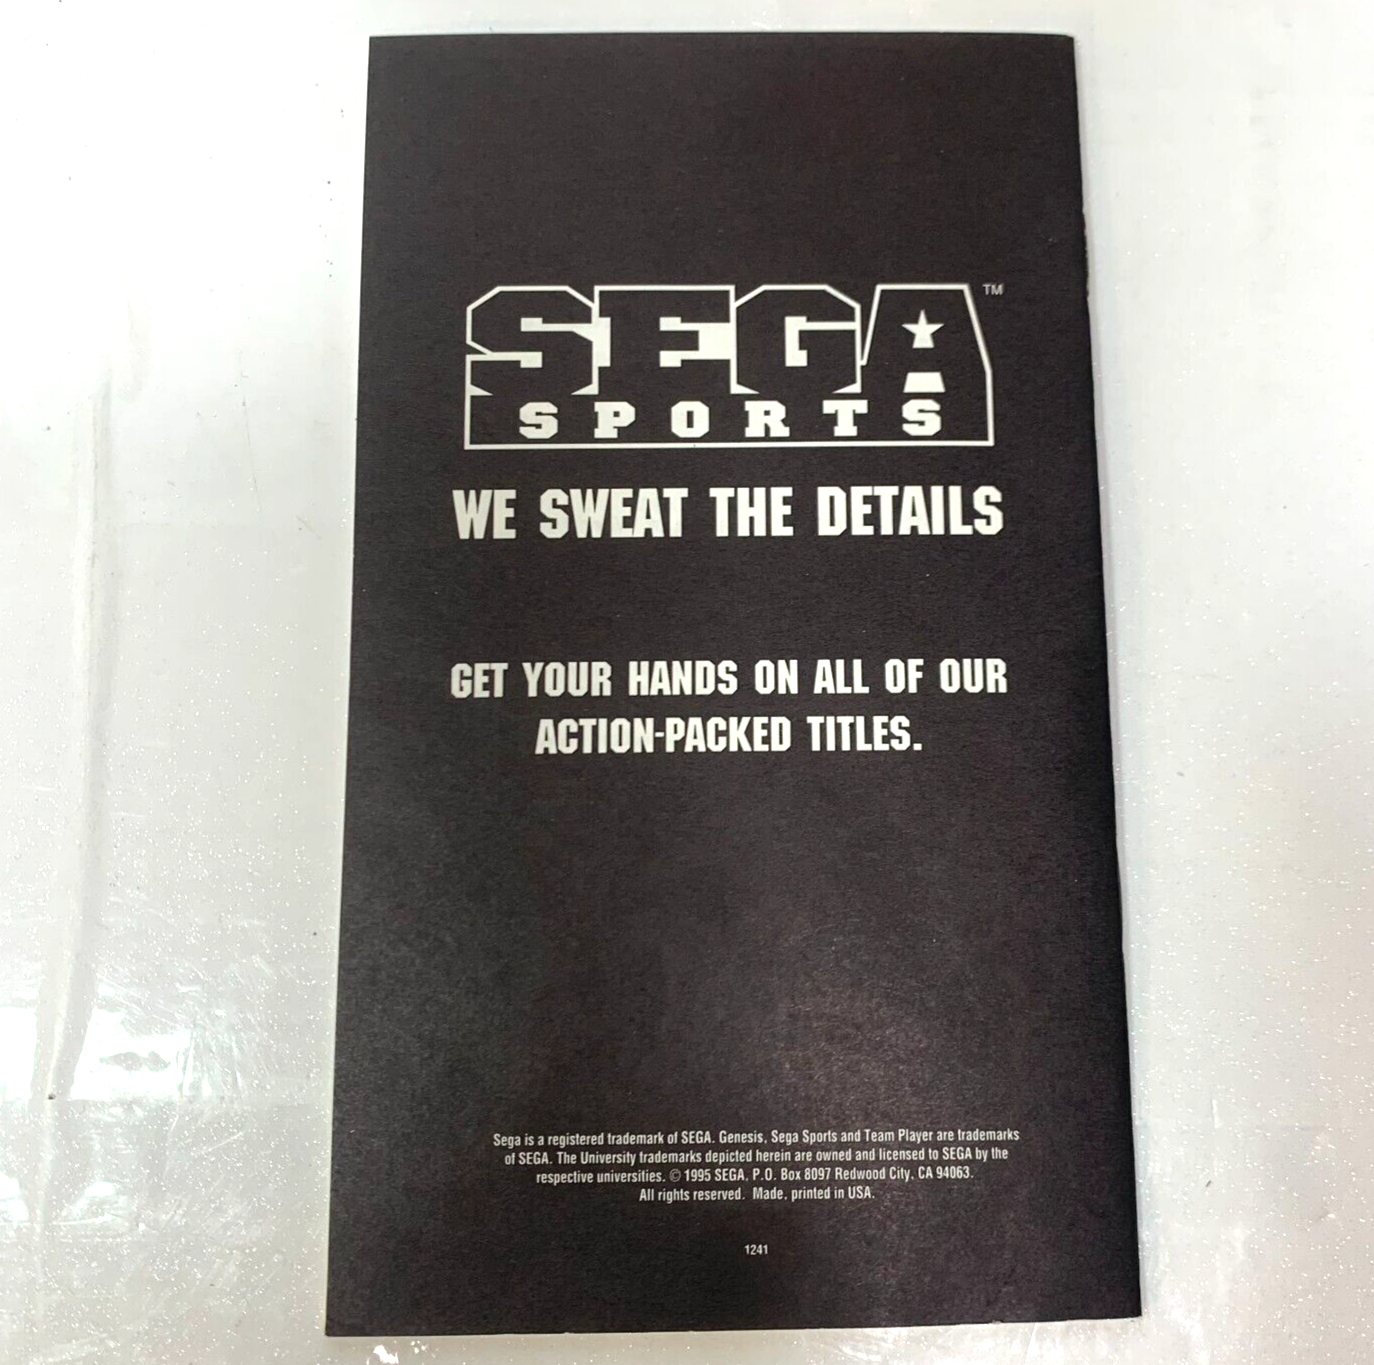 SEGA™
SPORTS
WE SWEAT THE DETAILS
GET YOUR HANDS ON ALL OF OUR
ACTION-PACKED TITLES.
Sega is a registered trademark of SEGA. Genesis, Sega Sports and Team Player are trademarks
of SEGA. The University trademarks depicted herein are owned and licensed to SEGA by the
respective universities. © 1995 SEGA, P.O. Box 8097 Redwood City, CA 94063.
All rights reserved. Made, printed in USA.
1241